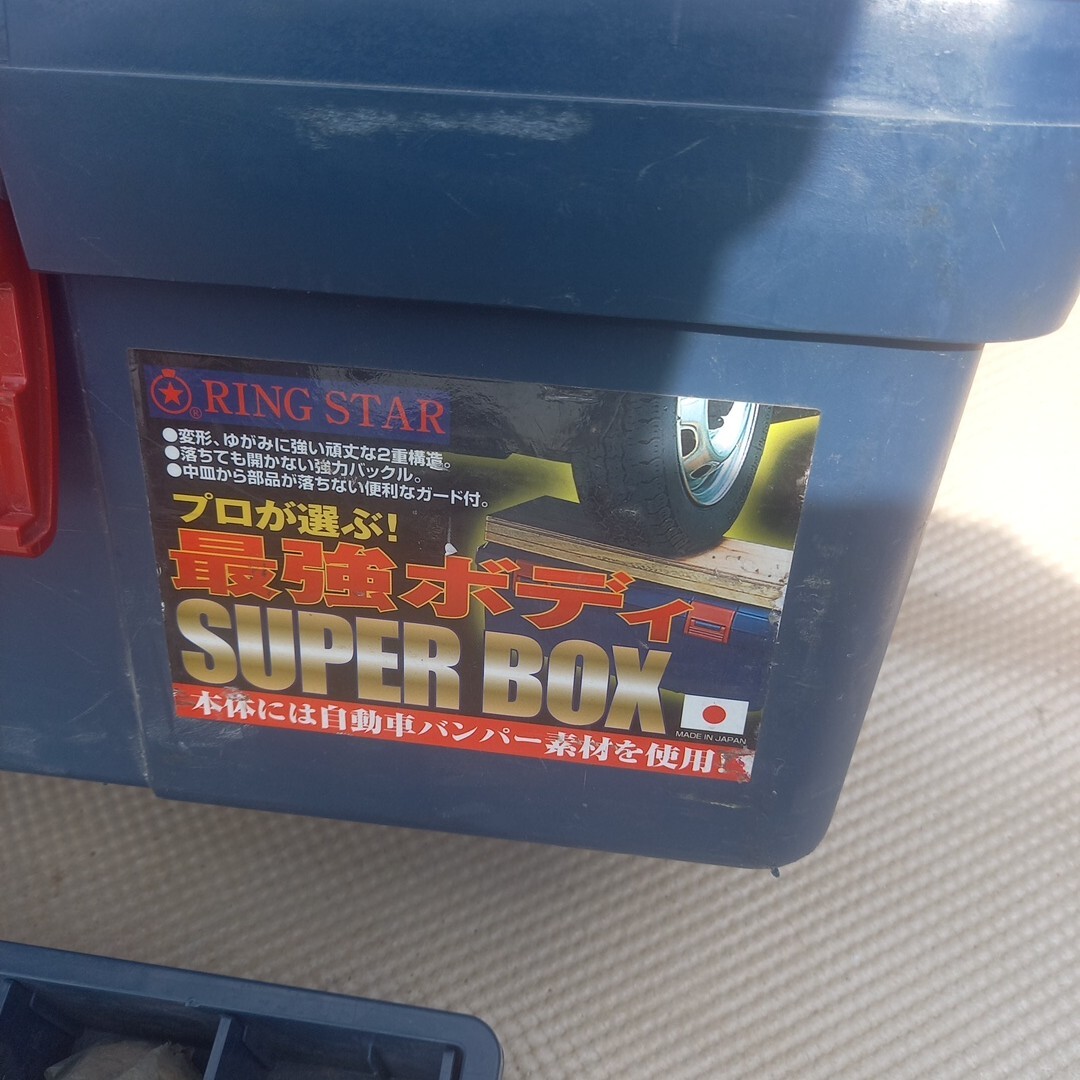 RING STAR
®
●変形、ゆがみに強い頑丈な2重構造。
●落ちても開かない強力バックル。
●中皿から部品が落ちない便利なガード付。
プロが選ぶ!
最強ボディ
SUPER BOX
MADE IN JAPAN
本体には自動車バンパー素材を使用!